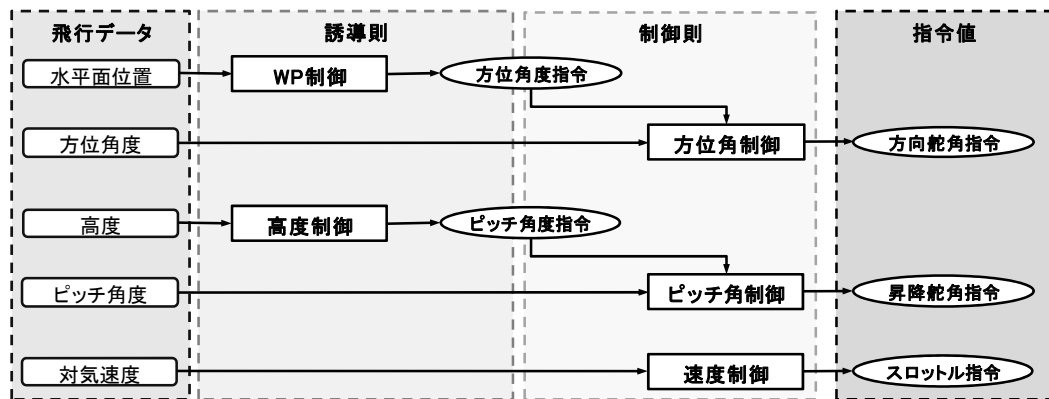 飛行データ
誘導則
制御則
指令値
水平面位置
WP制御
方位角度指令
方位角度
方位角制御
方向舵角指令
高度
高度制御
ピッチ角度指令
ピッチ角度
ピッチ角制御
昇降舵角指令
対気速度
速度制御
スロットル指令